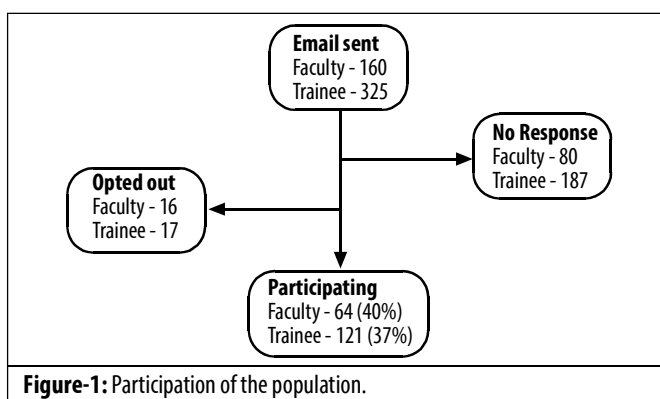 Email sent
Faculty - 160
Trainee - 325
No Response
Faculty - 80
Trainee - 187
Opted out
Faculty - 16
Trainee - 17
Participating
Faculty - 64 (40%)
Trainee - 121 (37%)
Figure-1: Participation of the population.